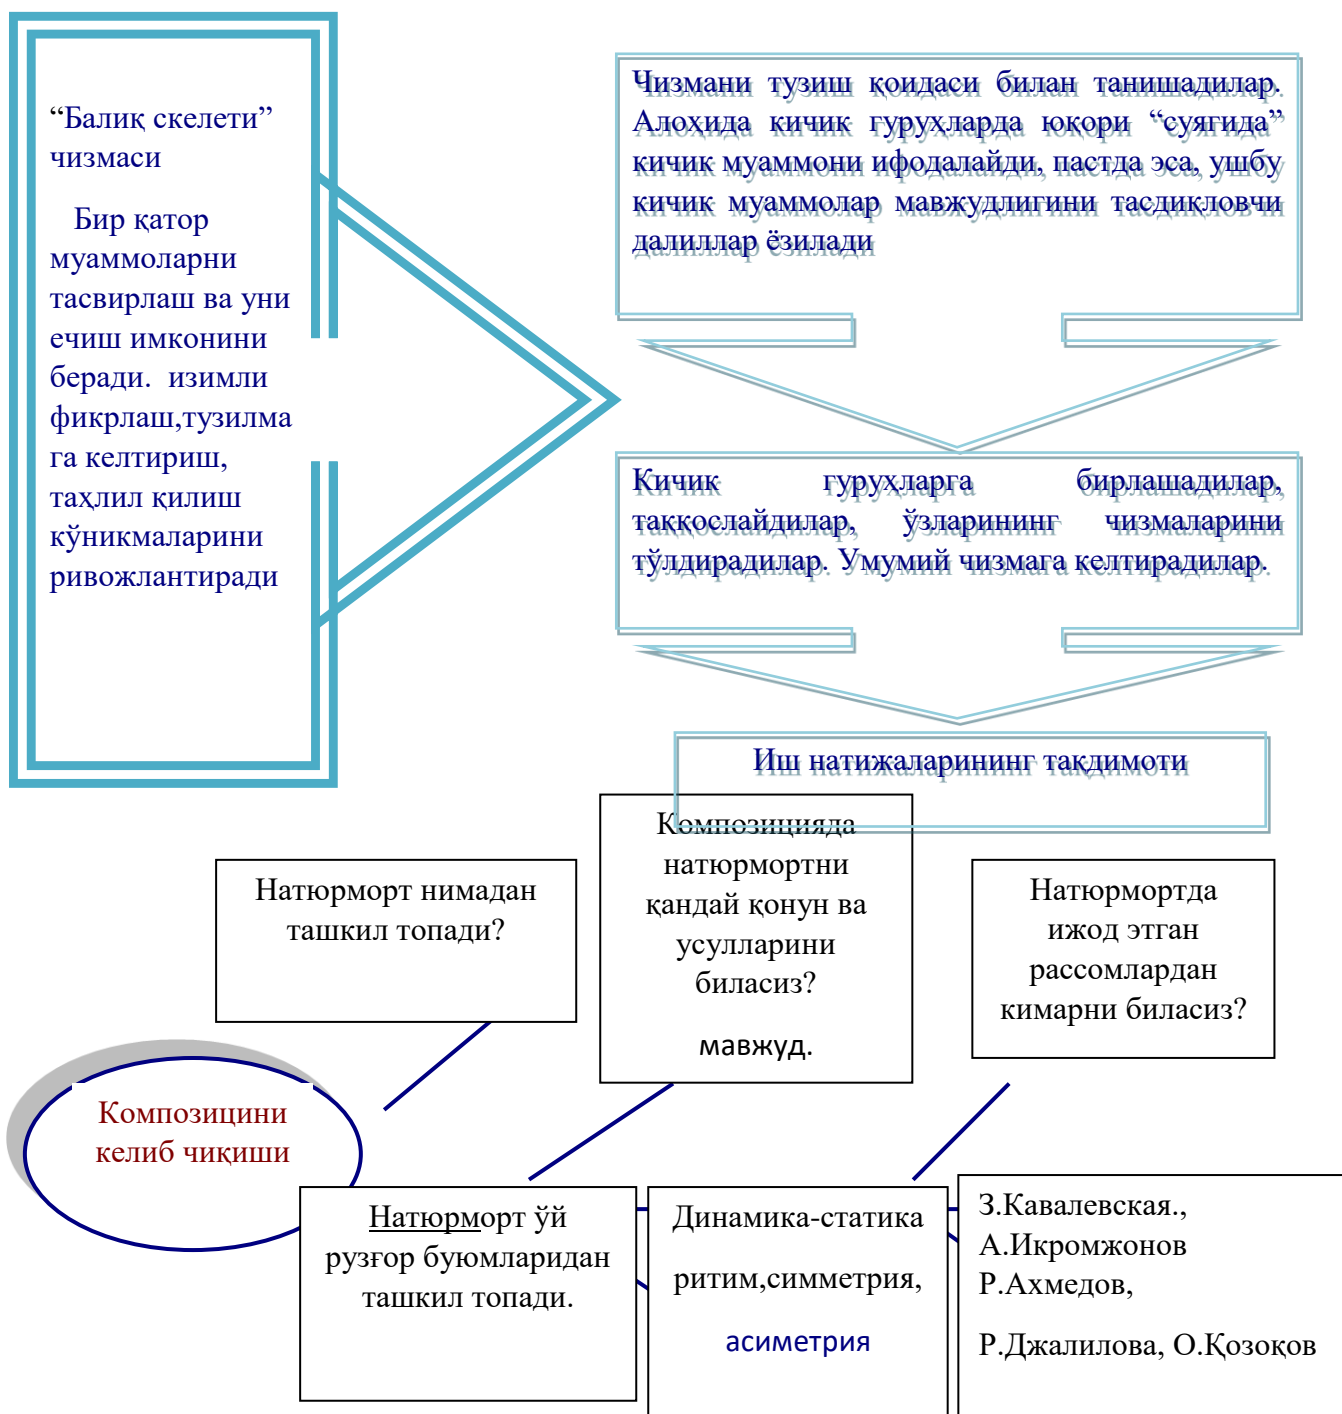 “Балиқ скелети”
чизмаси
Бир қатор
муаммоларни
тасвирлаш ва уни
ечиш имконини
беради. изимли
фикрлаш,тузилма
га келтириш,
таҳлил қилиш
кўникмаларини
ривожлантиради
Чизмани тузиш қоидаси билан танишадилар.
Алоҳида кичик гуруҳларда юқори “суягида”
кичик муаммони ифодалайди, пастда эса, ушбу
кичик муаммолар мавжудлигини тасдиқловчи
далиллар ёзилади
Кичик гуруҳларга бирлашадилар,
таққослайдилар, ўзларининг чизмаларини
тўлдирадилар. Умумий чизмага келтирадилар.
Иш натижаларининг тақдимоти
Натюрморт нимадан
ташкил топади?
Композицияда
натюрмортни
қандай қонун ва
усулларини
биласиз?
мавжуд.
Натюрмортда
ижод этган
рассомлардан
кимарни биласиз?
Композицини
келиб чиқиши
Натюрморт ўй
рузғор буюмларидан
ташкил топади.
Динамика-статика
ритим,симметрия,
асиметрия
З.Кавалевская.,
А.Икромжонов
Р.Ахмедов,
Р.Джалилова, О.Қозоқов